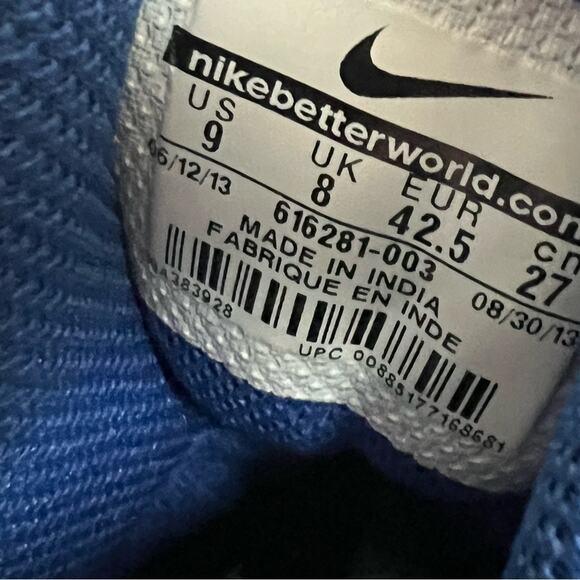 nikebetterworld.com
US UK EUR cm
9 8 42.5 27
06/12/13 616281-003 08/30/13
MADE IN INDIA
FABRIQUE EN INDE
UPC 00885177168681